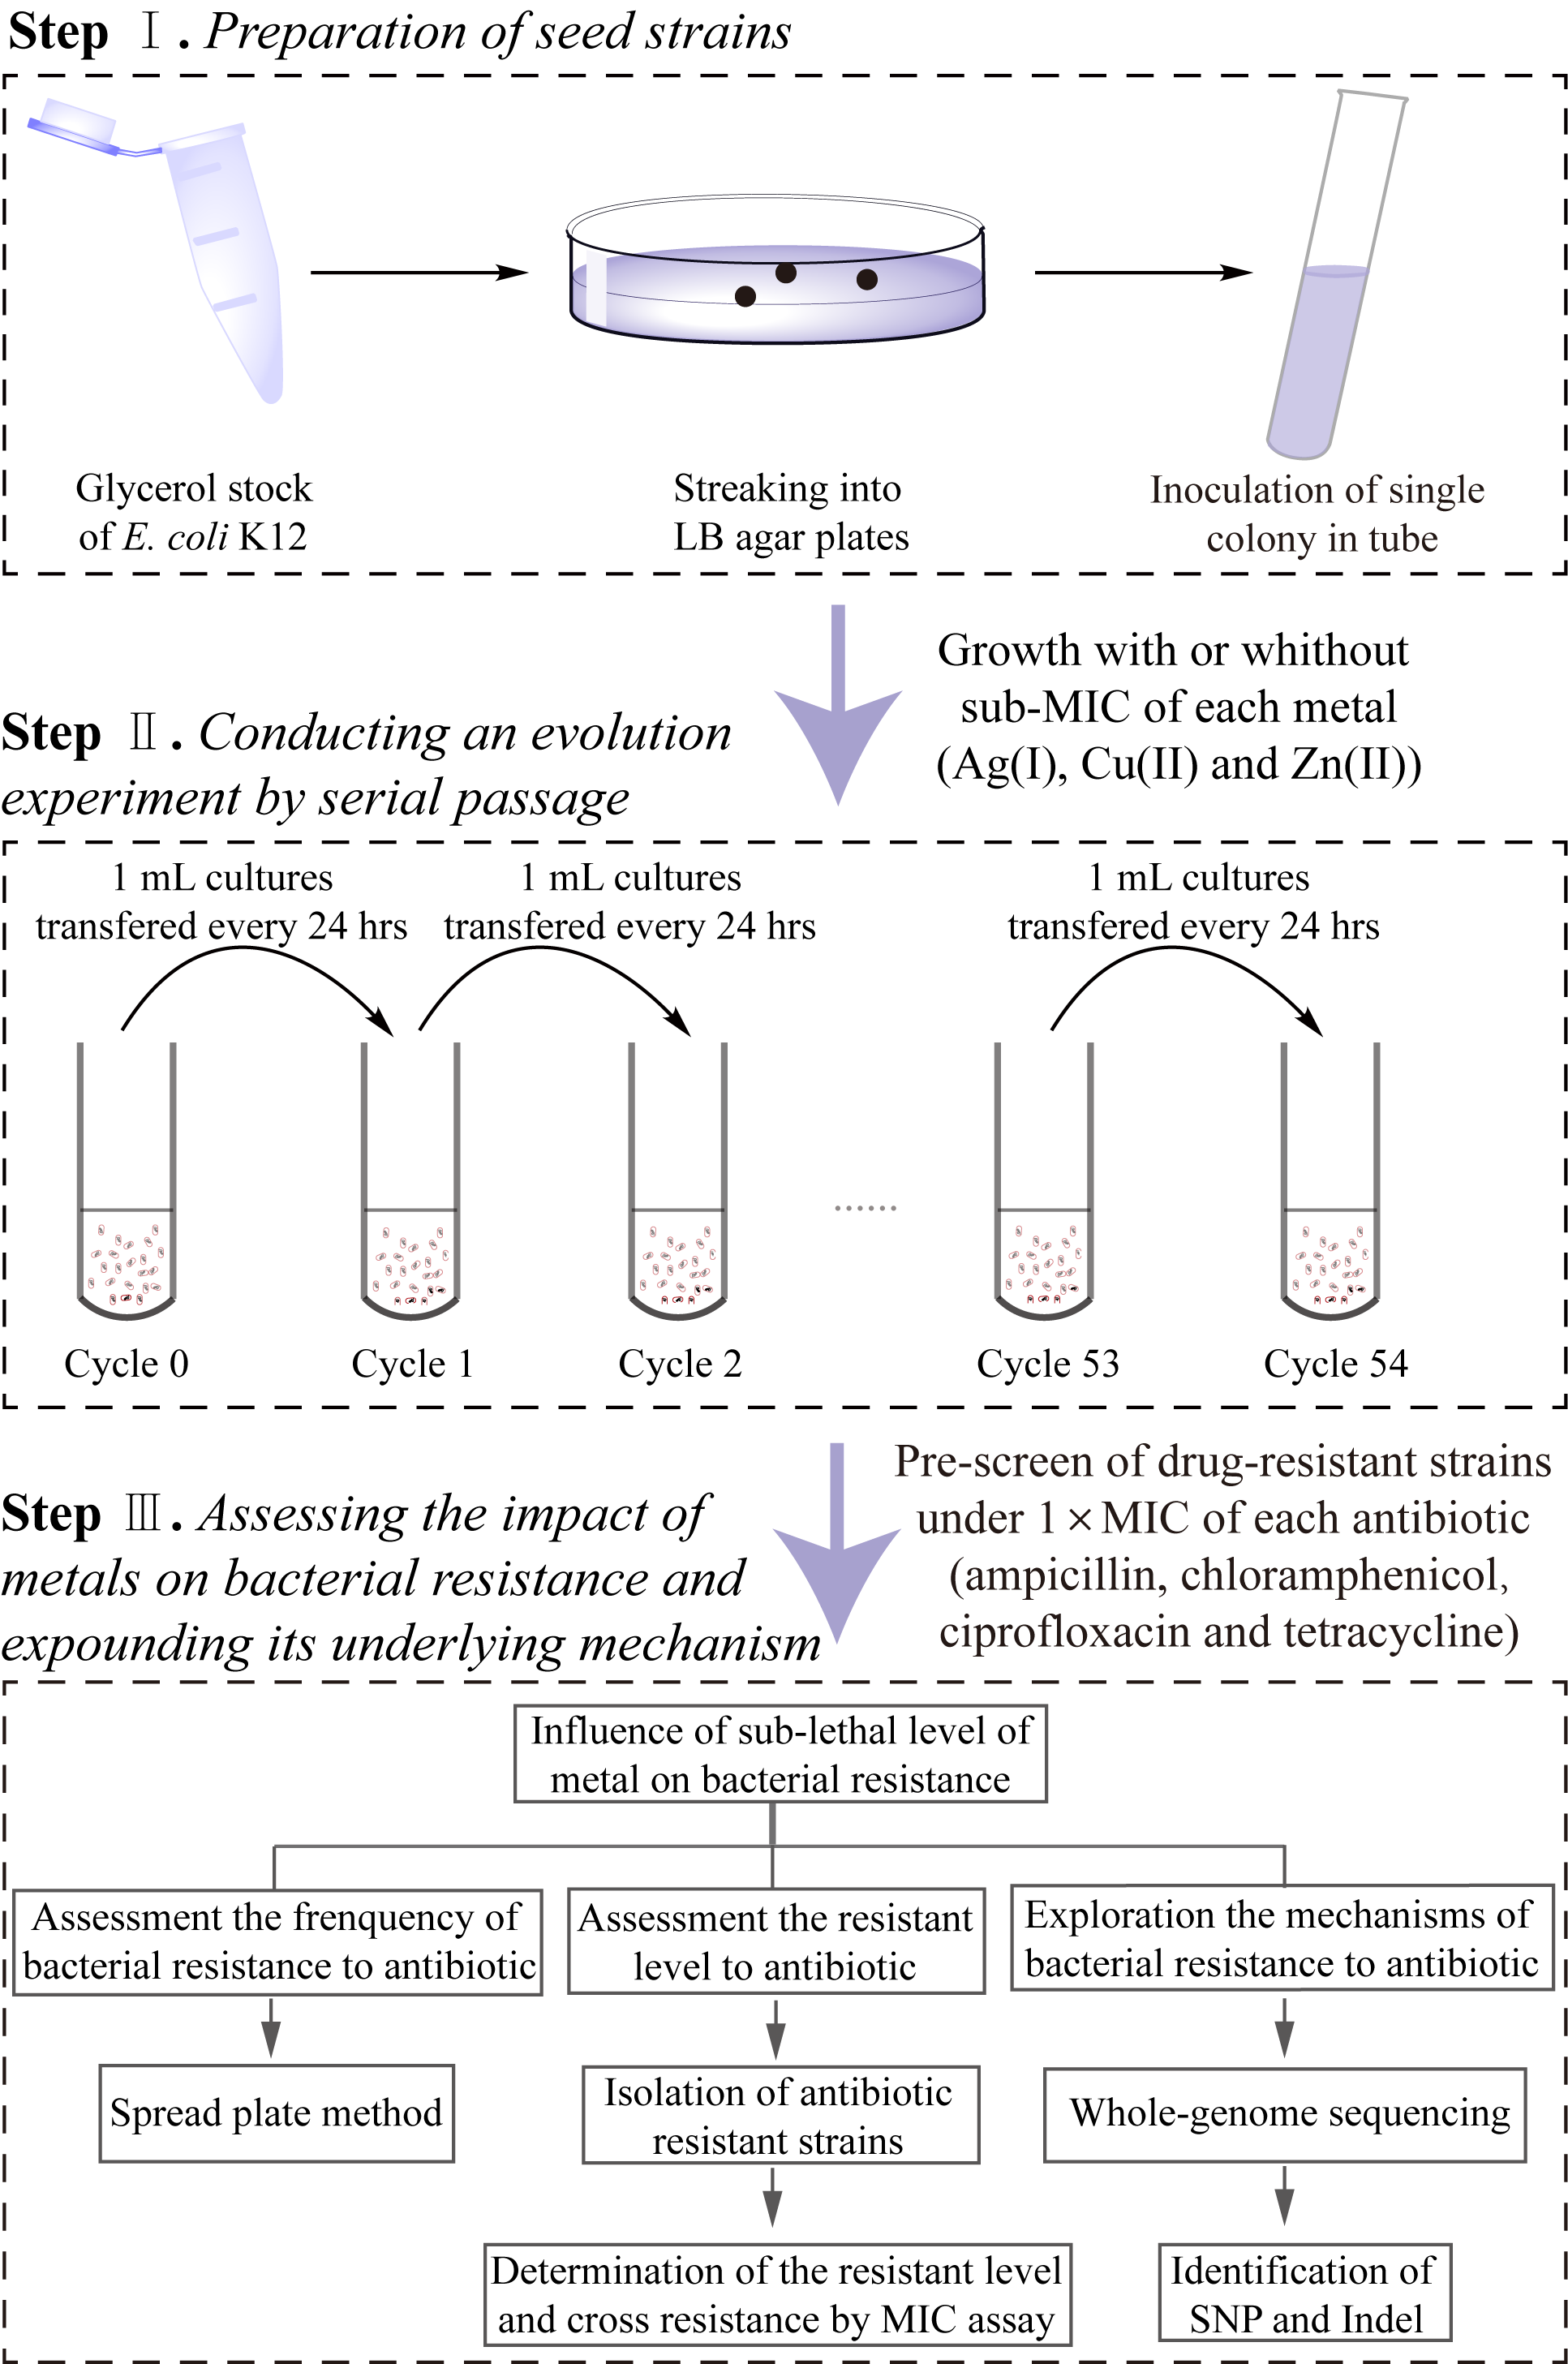 Step Ⅰ. Preparation of seed strains
Glycerol stock
of E. coli K12
Streaking into
LB agar plates
Inoculation of single
colony in tube
Growth with or whithout
sub-MIC of each metal
(Ag(I), Cu(II) and Zn(II))
Step Ⅱ. Conducting an evolution
experiment by serial passage
1 mL cultures
transfered every 24 hrs
1 mL cultures
transfered every 24 hrs
1 mL cultures
transfered every 24 hrs
......
Cycle 0
Cycle 1
Cycle 2
Cycle 53
Cycle 54
Pre-screen of drug-resistant strains
under 1 × MIC of each antibiotic
(ampicillin, chloramphenicol,
ciprofloxacin and tetracycline)
Step Ⅲ. Assessing the impact of
metals on bacterial resistance and
expounding its underlying mechanism
Influence of sub-lethal level of
metal on bacterial resistance
Assessment the frenquency of
bacterial resistance to antibiotic
Assessment the resistant
level to antibiotic
Exploration the mechanisms of
bacterial resistance to antibiotic
Spread plate method
Isolation of antibiotic
resistant strains
Whole-genome sequencing
Determination of the resistant level
and cross resistance by MIC assay
Identification of
SNP and Indel